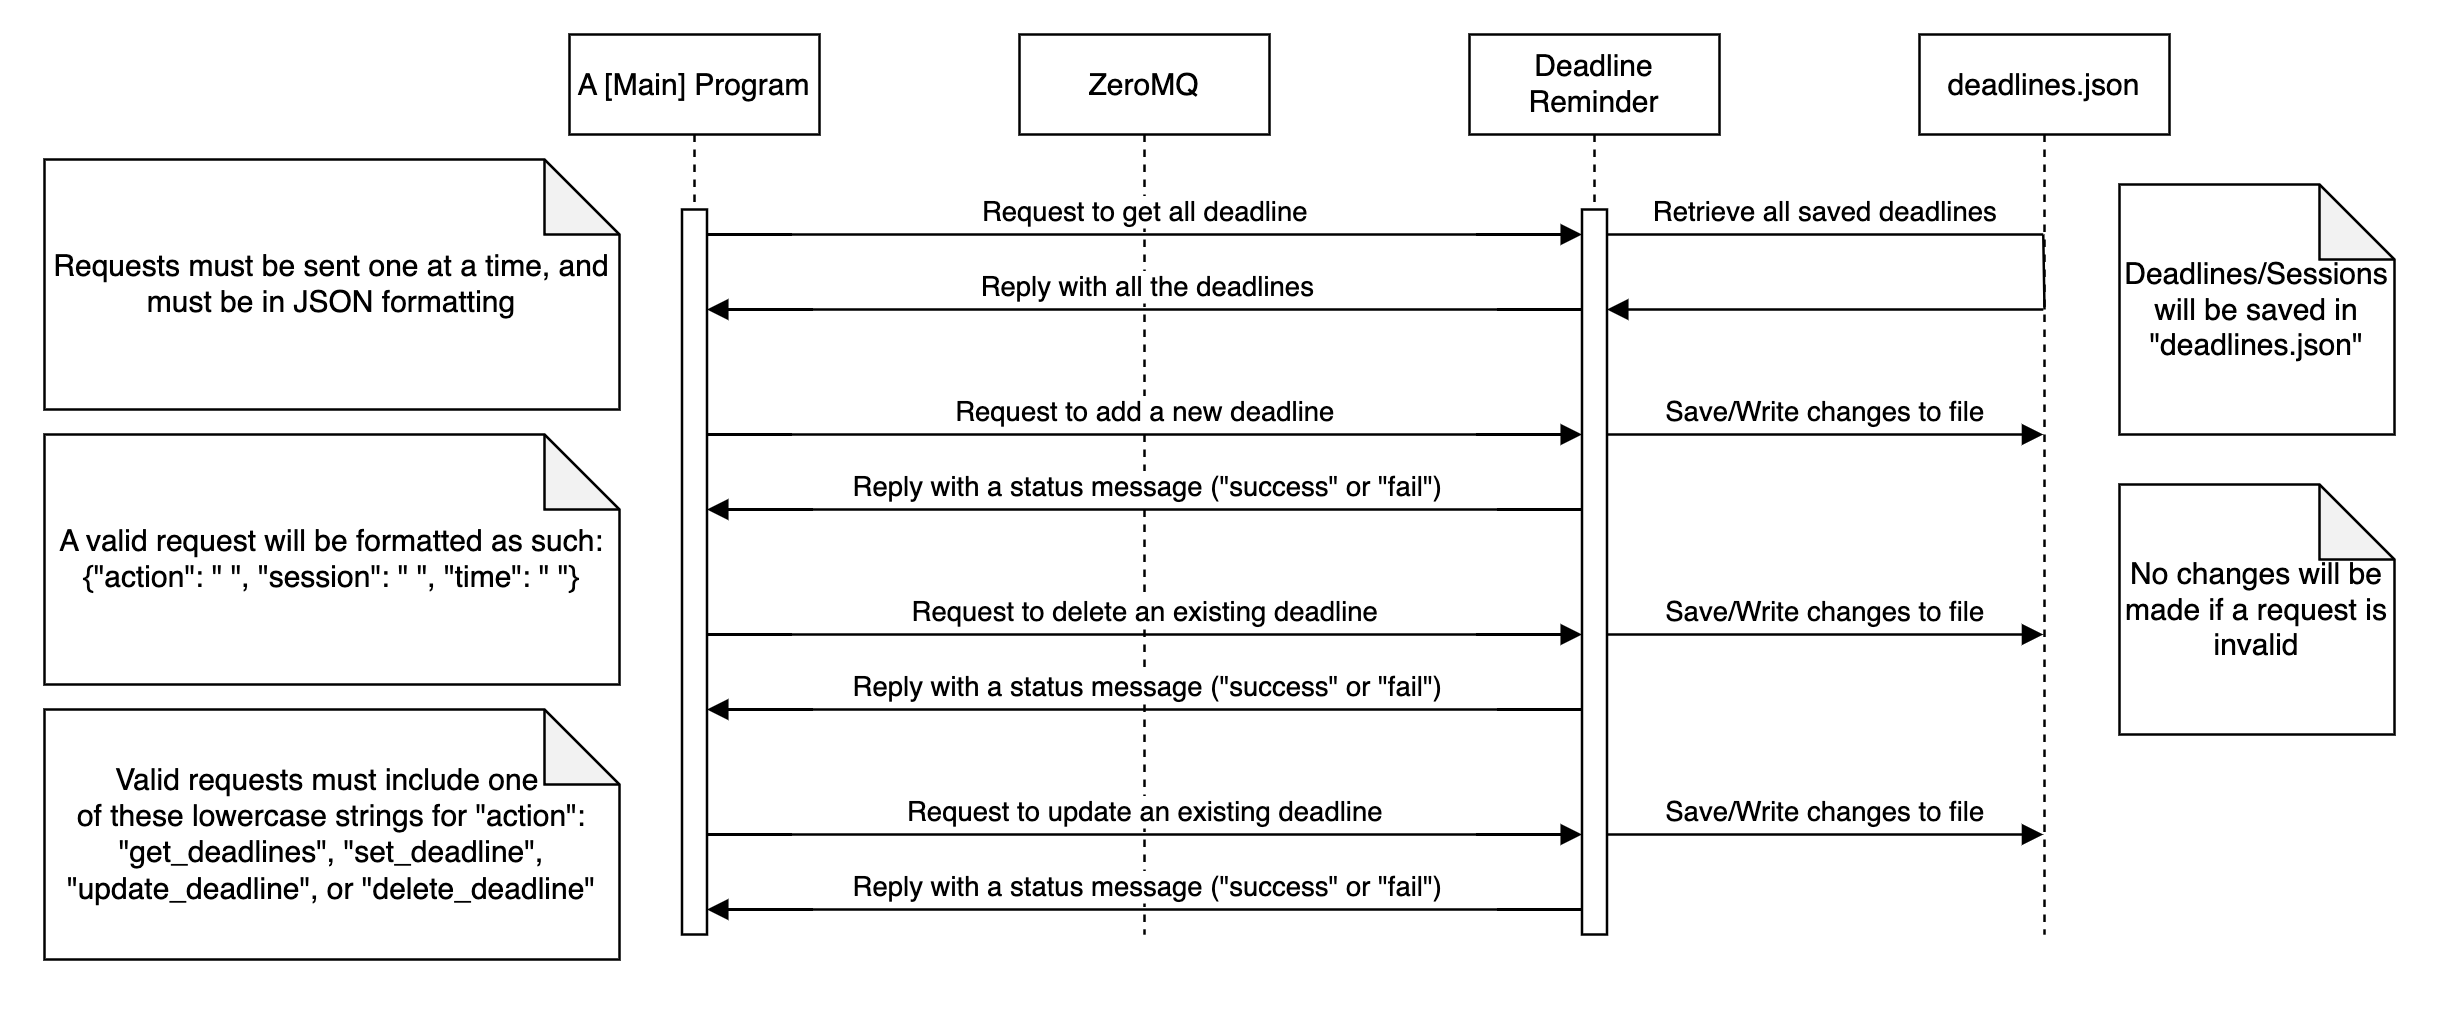 A [Main] Program
ZeroMQ
Deadline
Reminder
deadlines.json
Requests must be sent one at a time, and
must be in JSON formatting
A valid request will be formatted as such:
{"action": " ", "session": " ", "time": " "}
Valid requests must include one
of these lowercase strings for "action":
"get_deadlines", "set_deadline",
"update_deadline", or "delete_deadline"
Request to get all deadline
Retrieve all saved deadlines
Reply with all the deadlines
Request to add a new deadline
Save/Write changes to file
Reply with a status message ("success" or "fail")
Request to delete an existing deadline
Save/Write changes to file
Reply with a status message ("success" or "fail")
Request to update an existing deadline
Save/Write changes to file
Reply with a status message ("success" or "fail")
Deadlines/Sessions
will be saved in
"deadlines.json"
No changes will be
made if a request is
invalid